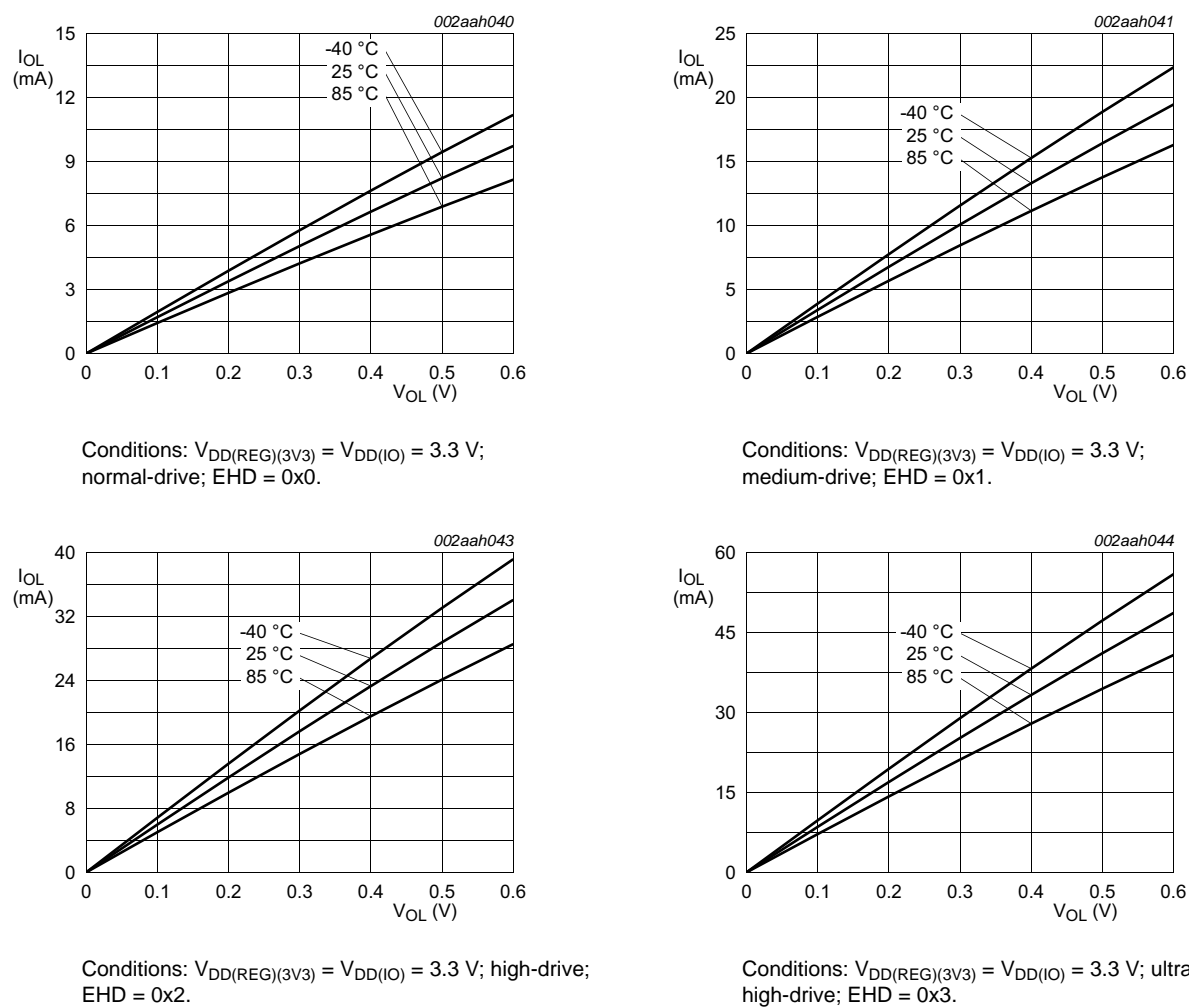 002aah040
15
I_OL
(mA)
12
9
6
3
0
-40 °C
25 °C
85 °C
0 0.1 0.2 0.3 0.4 0.5 0.6
V_OL (V)
Conditions: V_DD(REG)(3V3) = V_DD(IO) = 3.3 V;
normal-drive; EHD = 0x0.
002aah041
25
I_OL
(mA)
20
15
10
5
0
-40 °C
25 °C
85 °C
0 0.1 0.2 0.3 0.4 0.5 0.6
V_OL (V)
Conditions: V_DD(REG)(3V3) = V_DD(IO) = 3.3 V;
medium-drive; EHD = 0x1.
002aah043
40
I_OL
(mA)
32
24
16
8
0
-40 °C
25 °C
85 °C
0 0.1 0.2 0.3 0.4 0.5 0.6
V_OL (V)
Conditions: V_DD(REG)(3V3) = V_DD(IO) = 3.3 V; high-drive;
EHD = 0x2.
002aah044
60
I_OL
(mA)
45
30
15
0
-40 °C
25 °C
85 °C
0 0.1 0.2 0.3 0.4 0.5 0.6
V_OL (V)
Conditions: V_DD(REG)(3V3) = V_DD(IO) = 3.3 V; ultra
high-drive; EHD = 0x3.